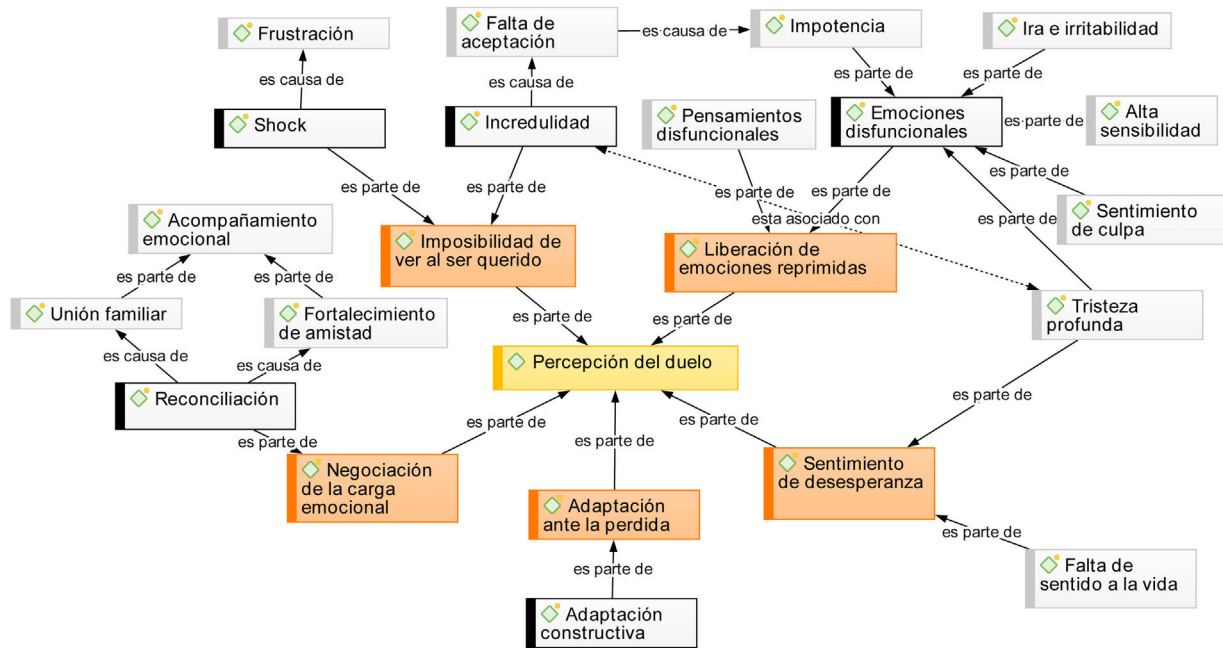 Frustración
Falta de
aceptación
es causa de
Impotencia
Ira e irritabilidad
es causa de
es causa de
es parte de
es parte de
Shock
Incredulidad
Pensamientos
disfuncionales
Emociones
disfuncionales
es parte de
Alta
sensibilidad
es parte de
es parte de
es parte de
es parte de
es parte de
es parte de
esta asociado con
Acompañamiento
emocional
Imposibilidad de
ver al ser querido
Liberación de
emociones reprimidas
Sentimiento
de culpa
es parte de
es parte de
Unión familiar
Fortalecimiento
de amistad
es parte de
es parte de
Tristeza
profunda
es causa de
es causa de
Percepción del duelo
Reconciliación
es parte de
es parte de
es parte de
es parte de
es parte de
es parte de
Negociación
de la carga
emocional
Adaptación
ante la perdida
Sentimiento
de desesperanza
es parte de
es parte de
Falta de
sentido a la vida
Adaptación
constructiva